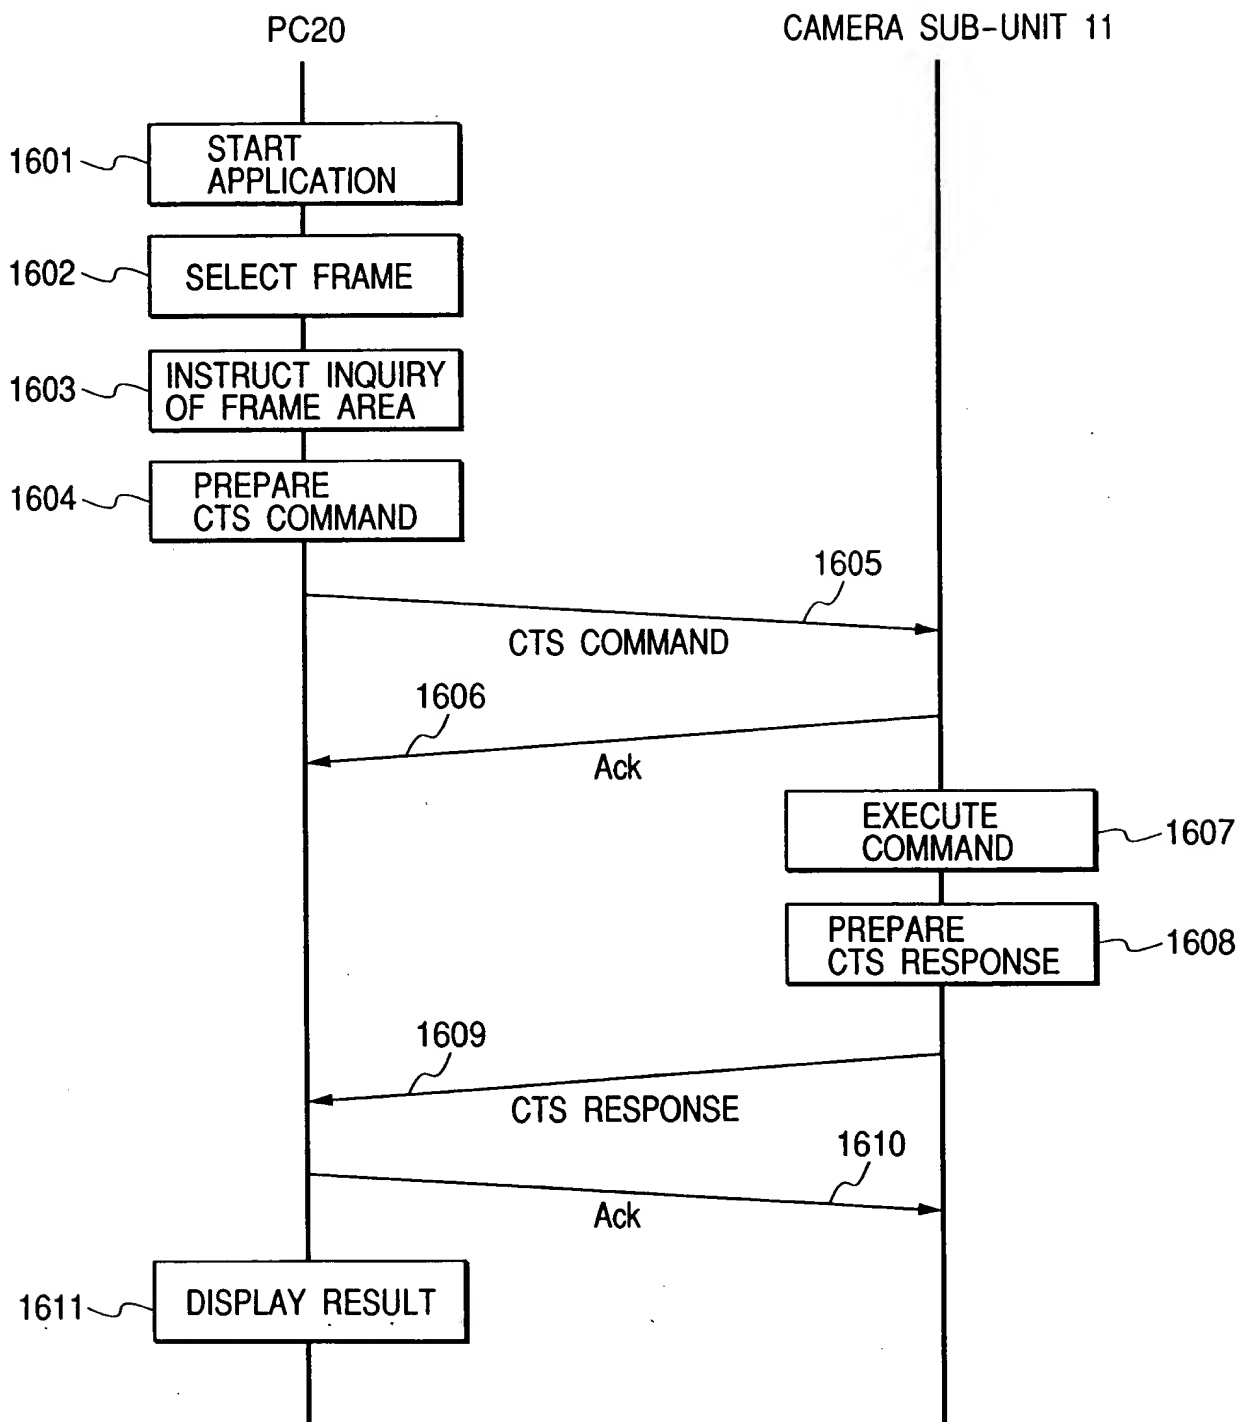 PC20
CAMERA SUB-UNIT 11
1601
START
APPLICATION
1602
SELECT FRAME
1603
INSTRUCT INQUIRY
OF FRAME AREA
1604
PREPARE
CTS COMMAND
1605
CTS COMMAND
1606
Ack
EXECUTE
COMMAND
1607
PREPARE
CTS RESPONSE
1608
1609
CTS RESPONSE
1610
Ack
1611
DISPLAY RESULT